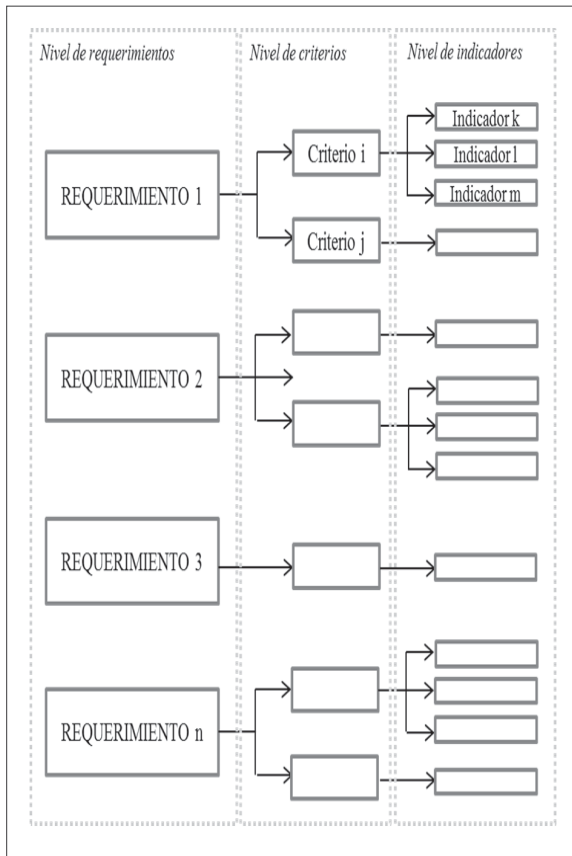 Nivel de requerimientos
Nivel de criterios
Nivel de indicadores
REQUERIMIENTO 1
Criterio i
Indicador k
Indicador l
Indicador m
Criterio j
REQUERIMIENTO 2
REQUERIMIENTO 3
REQUERIMIENTO n